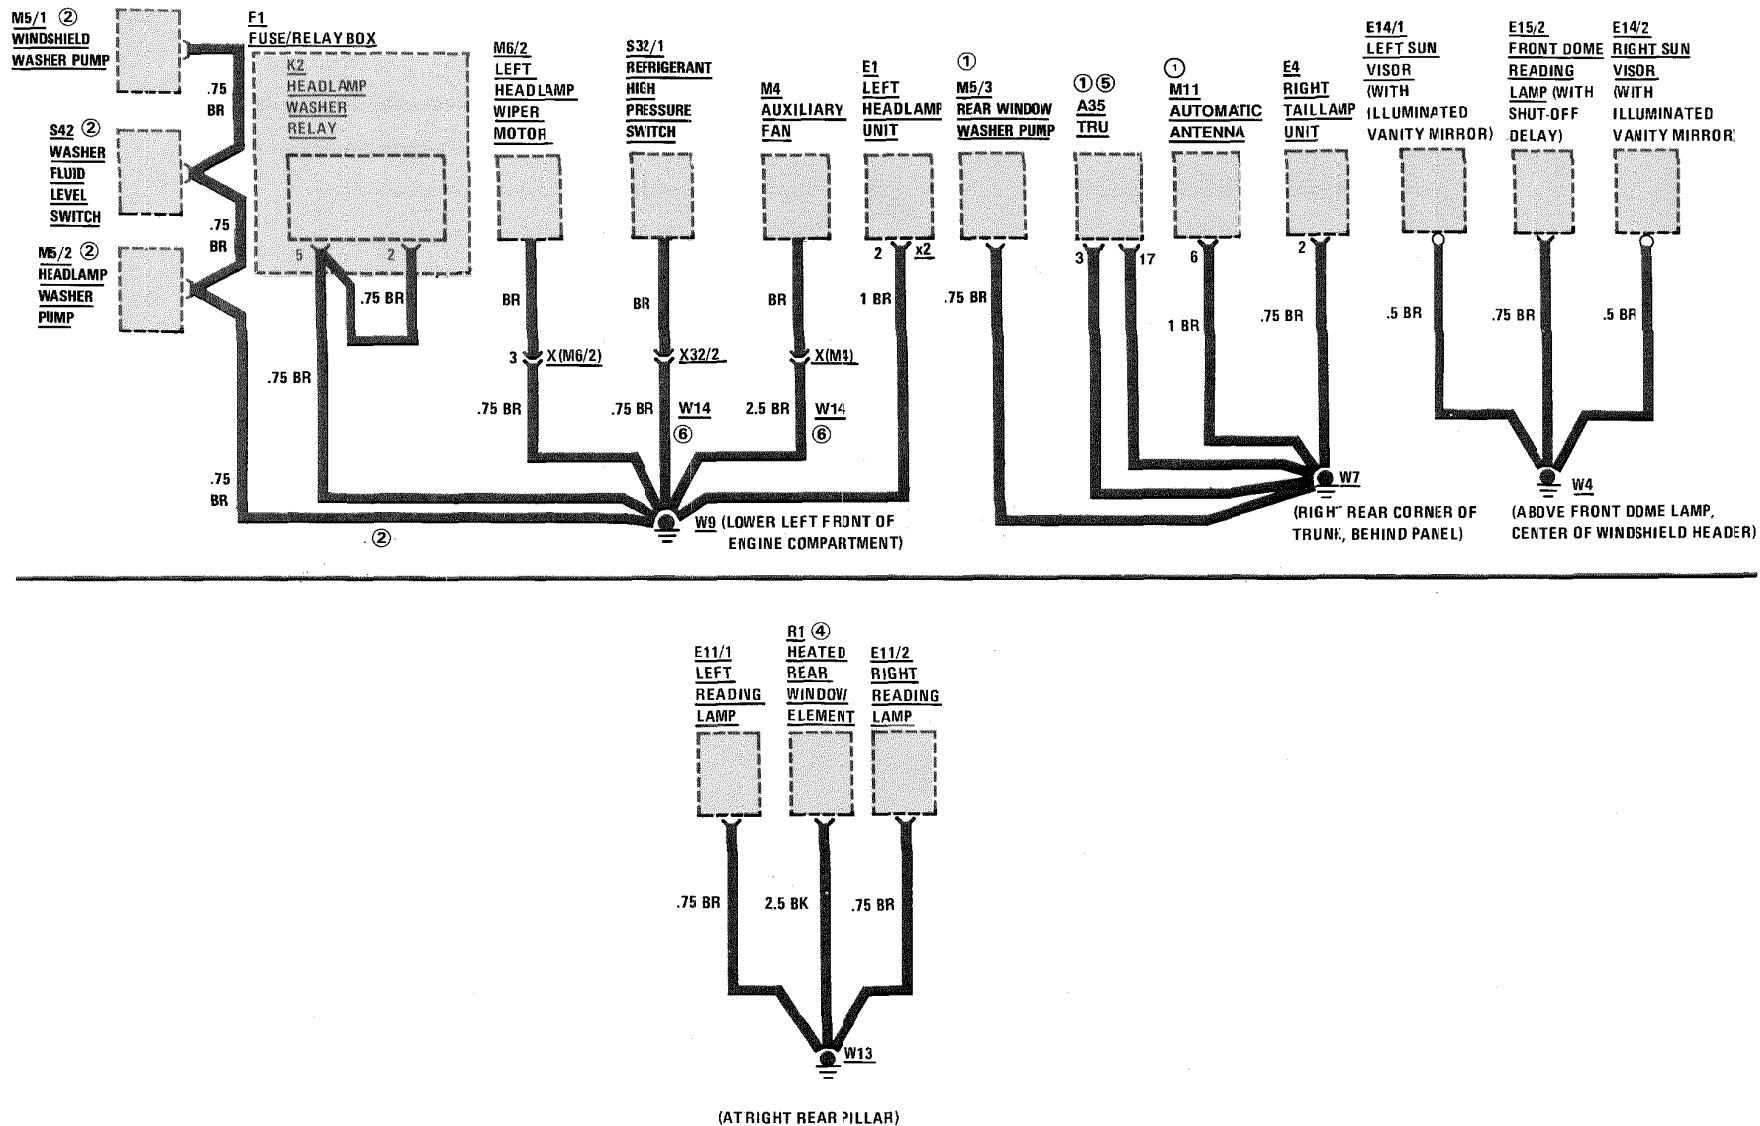 M5/1 ②
WINDSHIELD
WASHER PUMP
.75
BR
S42 ②
WASHER
FLUID
LEVEL
SWITCH
.75
BR
M5/2 ②
HEADLAMP
WASHER
PUMP
.75
BR
②
F1
FUSE/RELAY BOX
K2
HEADLAMP
WASHER
RELAY
5
2
.75 BR
.75 BR
M6/2
LEFT
HEADLAMP
WIPER
MOTOR
BR
3 X(M6/2)
.75 BR
S32/1
REFRIGERANT
HIGH
PRESSURE
SWITCH
BR
X32/2
.75 BR W14
⑥
M4
AUXILIARY
FAN
BR
X(M4)
2.5 BR W14
⑥
E1
LEFT
HEADLAMP
UNIT
2 x2
1 BR
W9 (LOWER LEFT FRONT OF
ENGINE COMPARTMENT)
①
M5/3
REAR WINDOW
WASHER PUMP
.75 BR
①⑤
A35
TRU
3
17
①
M11
AUTOMATIC
ANTENNA
6
1 BR
E4
RIGHT
TAILLAMP
UNIT
2
.75 BR
W7
(RIGHT REAR CORNER OF
TRUNK, BEHIND PANEL)
E14/1
LEFT SUN
VISOR
(WITH
ILLUMINATED
VANITY MIRROR)
.5 BR
E15/2
FRONT DOME
READING
LAMP (WITH
SHUT-OFF
DELAY)
.75 BR
E14/2
RIGHT SUN
VISOR
(WITH
ILLUMINATED
VANITY MIRROR)
.5 BR
W4
(ABOVE FRONT DOME LAMP,
CENTER OF WINDSHIELD HEADER)
E11/1
LEFT
READING
LAMP
.75 BR
R1 ④
HEATED
REAR
WINDOW
ELEMENT
2.5 BK
E11/2
RIGHT
READING
LAMP
.75 BR
W13
(AT RIGHT REAR PILLAR)